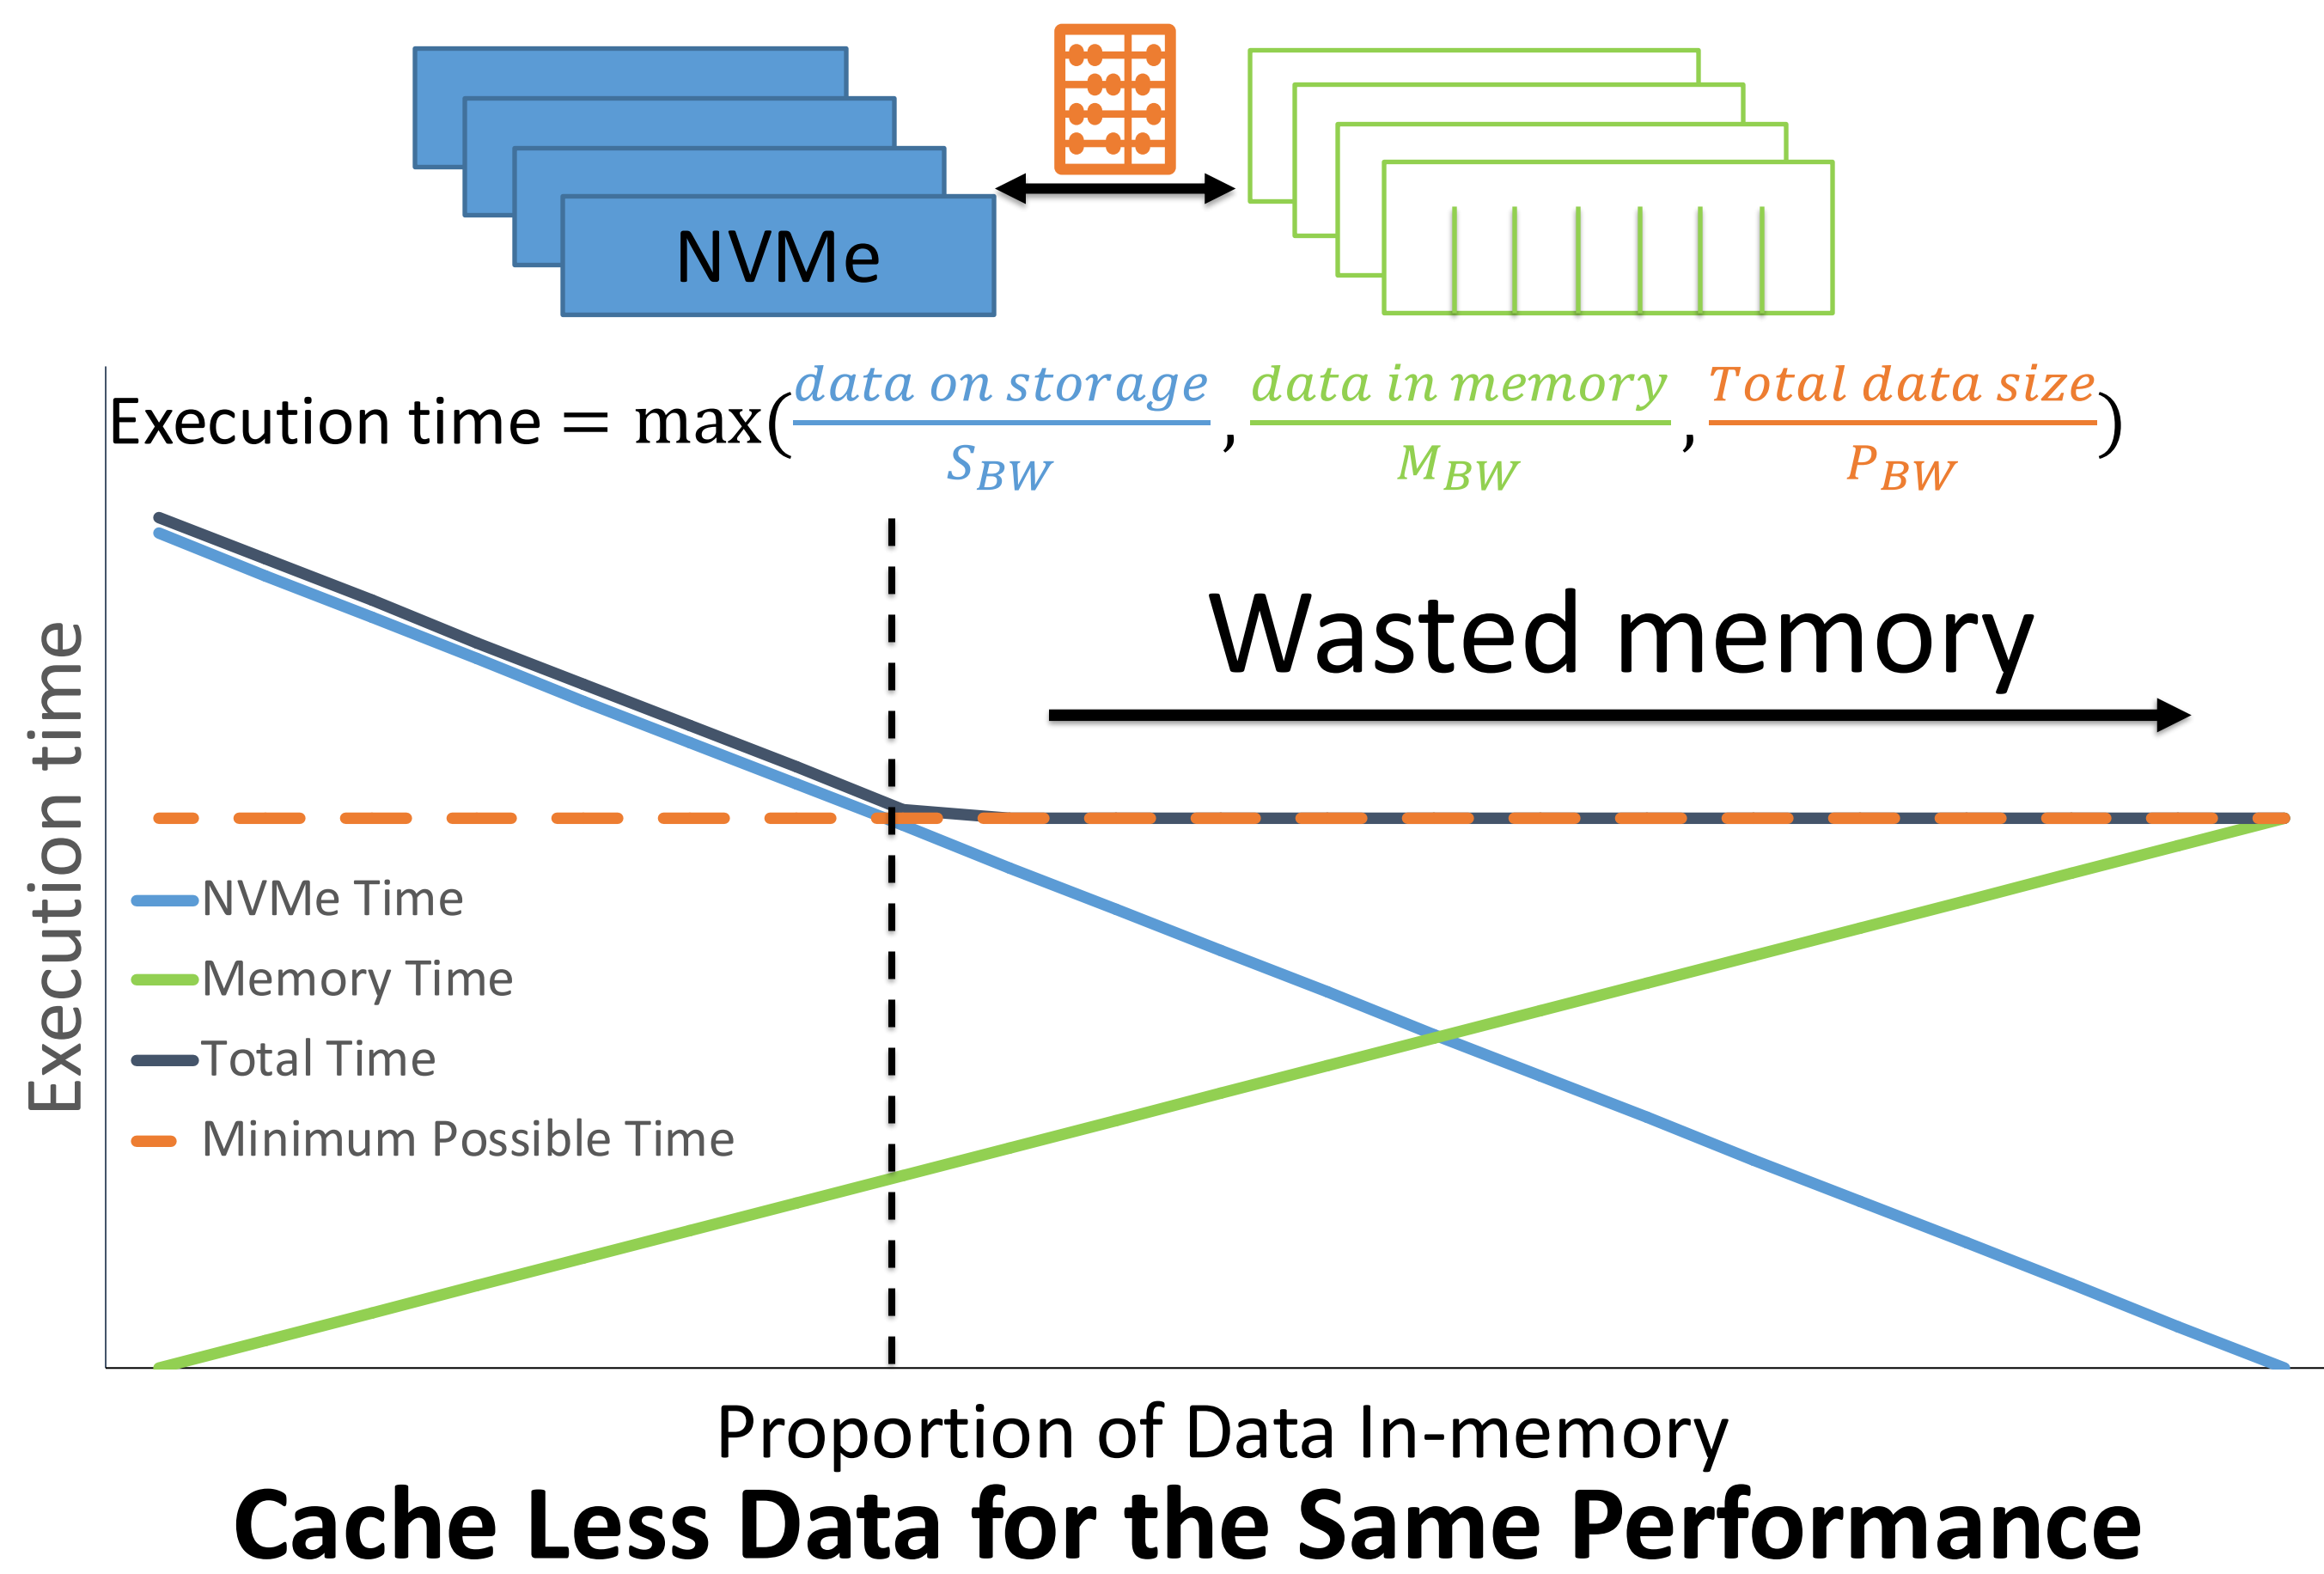 NVMe
Execution time = max(data on storage / S_BW , data in memory / M_BW , Total data size / P_BW)
Wasted memory
Execution time
NVMe Time
Memory Time
Total Time
Minimum Possible Time
Proportion of Data In-memory
Cache Less Data for the Same Performance